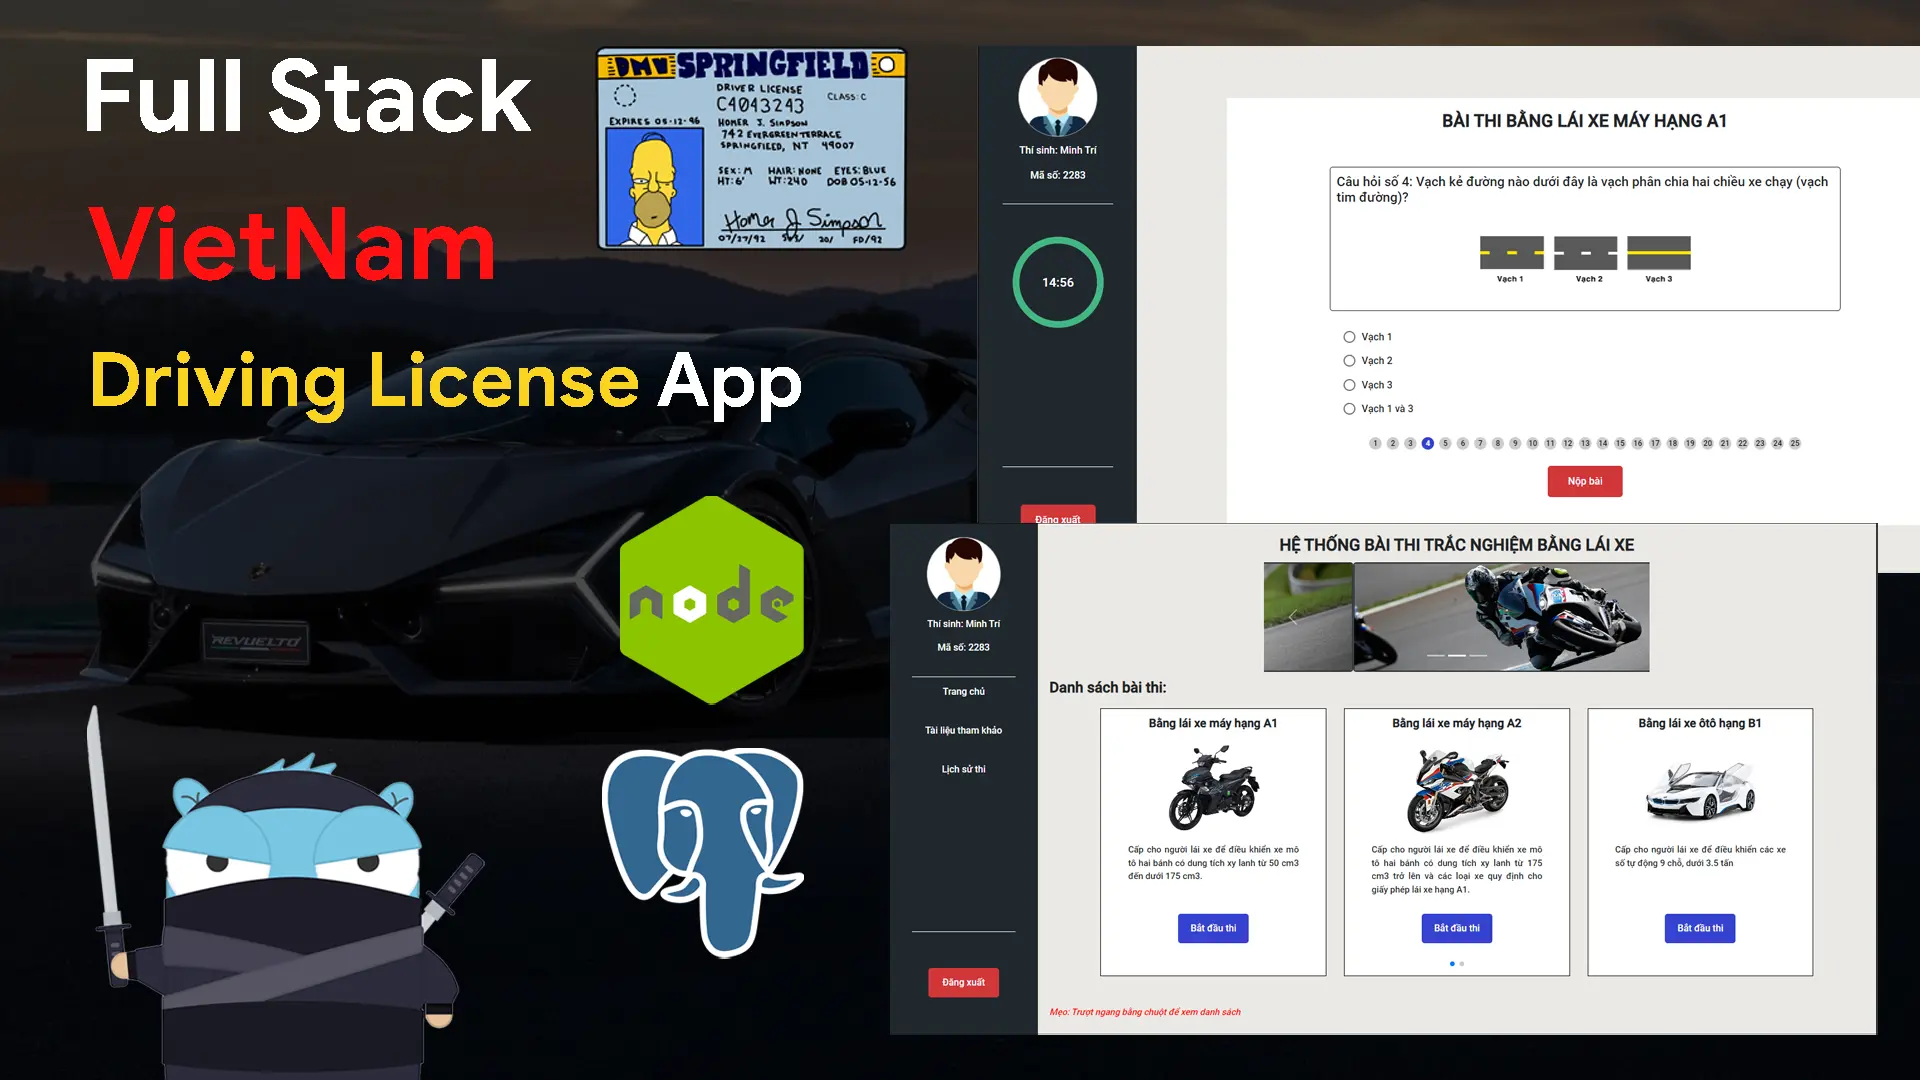 Full Stack
VietNam
Driving License App
DMV SPRINGFIELD
DRIVER LICENSE
C4043243
CLASS: C
EXPIRES 05-12-96
HOMER J. SIMPSON
742 EVERGREEN TERRACE
SPRINGFIELD, NT 49007
SEX: M HAIR: NONE EYES: BLUE
HT: 6' WT: 240 DOB 05-12-56
Homer J Simpson
07/27/92 20/ FD/92
REVUELTO
node
Thí sinh: Minh Trí
Mã số: 2283
14:56
Đăng xuất
BÀI THI BẰNG LÁI XE MÁY HẠNG A1
Câu hỏi số 4: Vạch kẻ đường nào dưới đây là vạch phân chia hai chiều xe chạy (vạch
tim đường)?
Vạch 1 Vạch 2 Vạch 3
Vạch 1
Vạch 2
Vạch 3
Vạch 1 và 3
1 2 3 4 5 6 7 8 9 10 11 12 13 14 15 16 17 18 19 20 21 22 23 24 25
Nộp bài
Thí sinh: Minh Trí
Mã số: 2283
Trang chủ
Tài liệu tham khảo
Lịch sử thi
Đăng xuất
HỆ THỐNG BÀI THI TRẮC NGHIỆM BẰNG LÁI XE
Danh sách bài thi:
Bằng lái xe máy hạng A1
Cấp cho người lái xe để điều khiển xe mô
tô hai bánh có dung tích xy lanh từ 50 cm3
đến dưới 175 cm3.
Bắt đầu thi
Bằng lái xe máy hạng A2
Cấp cho người lái xe để điều khiển xe mô
tô hai bánh có dung tích xy lanh từ 175
cm3 trở lên và các loại xe quy định cho
giấy phép lái xe hạng A1.
Bắt đầu thi
Bằng lái xe ôtô hạng B1
Cấp cho người lái xe để điều khiển các xe
số tự động 9 chỗ, dưới 3.5 tấn
Bắt đầu thi
Mẹo: Trượt ngang bằng chuột để xem danh sách